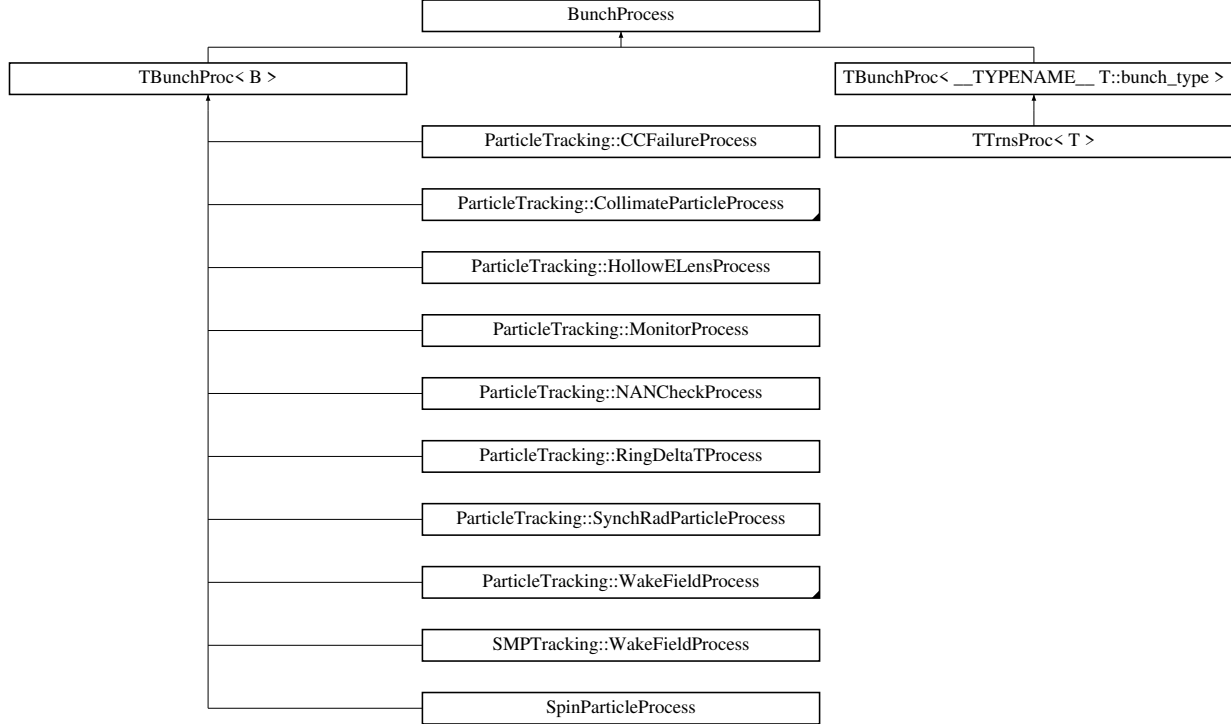 BunchProcess
TBunchProc< B >
TBunchProc< __TYPENAME__ T::bunch_type >
ParticleTracking::CCFailureProcess
TTrnsProc< T >
ParticleTracking::CollimateParticleProcess
ParticleTracking::HollowELensProcess
ParticleTracking::MonitorProcess
ParticleTracking::NANCheckProcess
ParticleTracking::RingDeltaTProcess
ParticleTracking::SynchRadParticleProcess
ParticleTracking::WakeFieldProcess
SMPTracking::WakeFieldProcess
SpinParticleProcess